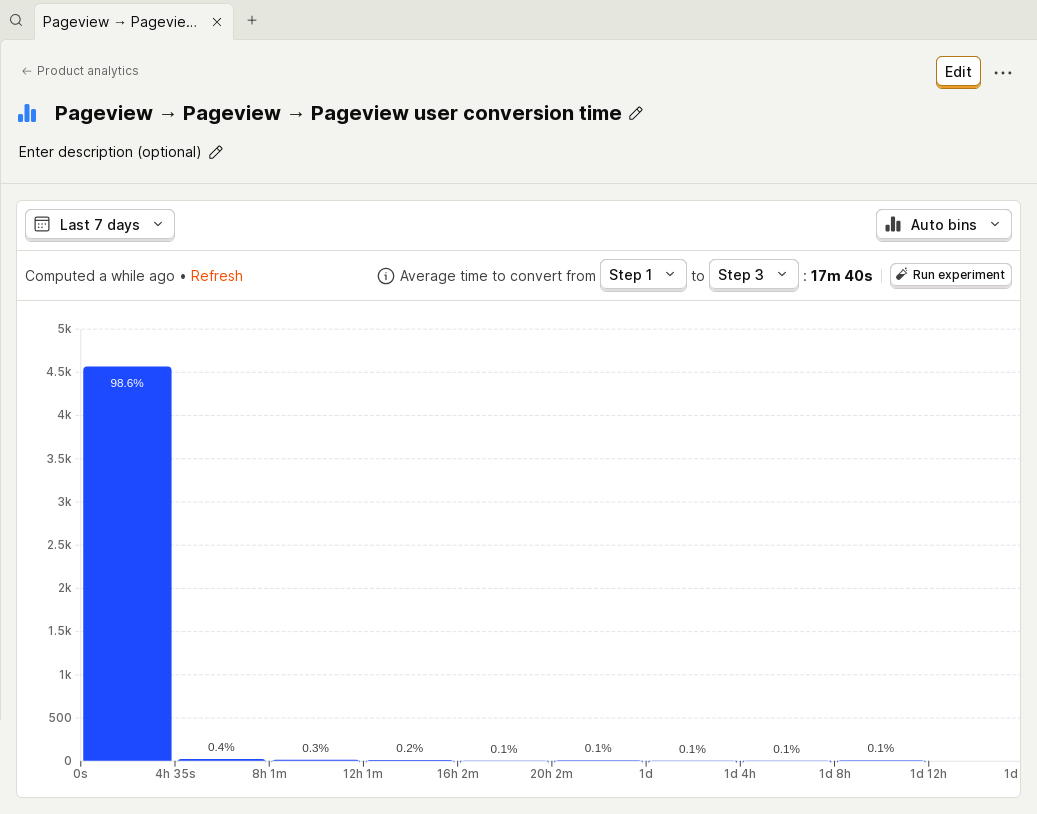 Pageview → Pagevie...
← Product analytics
Edit
Pageview → Pageview → Pageview user conversion time
Enter description (optional)
Last 7 days
Auto bins
Computed a while ago • Refresh
Average time to convert from Step 1 to Step 3 : 17m 40s
Run experiment
5k
4.5k
4k
3.5k
3k
2.5k
2k
1.5k
1k
500
0
98.6%
0.4%
0.3%
0.2%
0.1%
0.1%
0.1%
0.1%
0.1%
0s
4h 35s
8h 1m
12h 1m
16h 2m
20h 2m
1d
1d 4h
1d 8h
1d 12h
1d